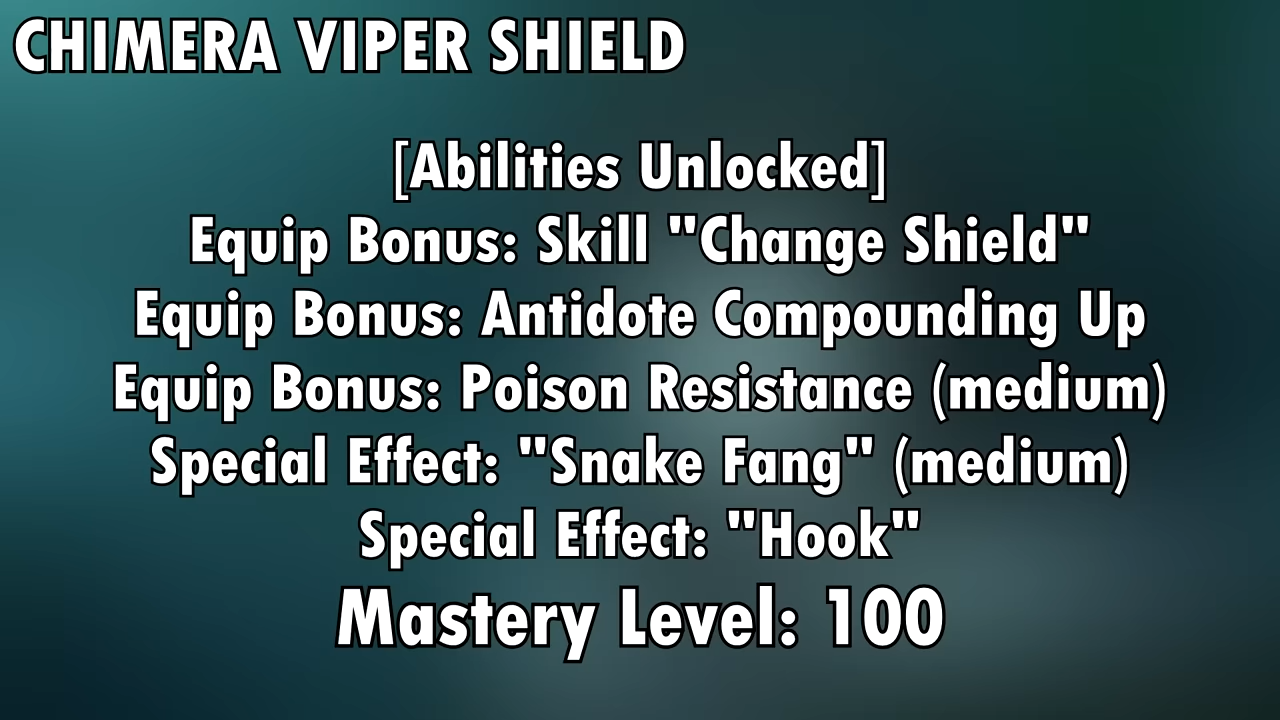 CHIMERA VIPER SHIELD
[Abilities Unlocked]
Equip Bonus: Skill "Change Shield"
Equip Bonus: Antidote Compounding Up
Equip Bonus: Poison Resistance (medium)
Special Effect: "Snake Fang" (medium)
Special Effect: "Hook"
Mastery Level: 100